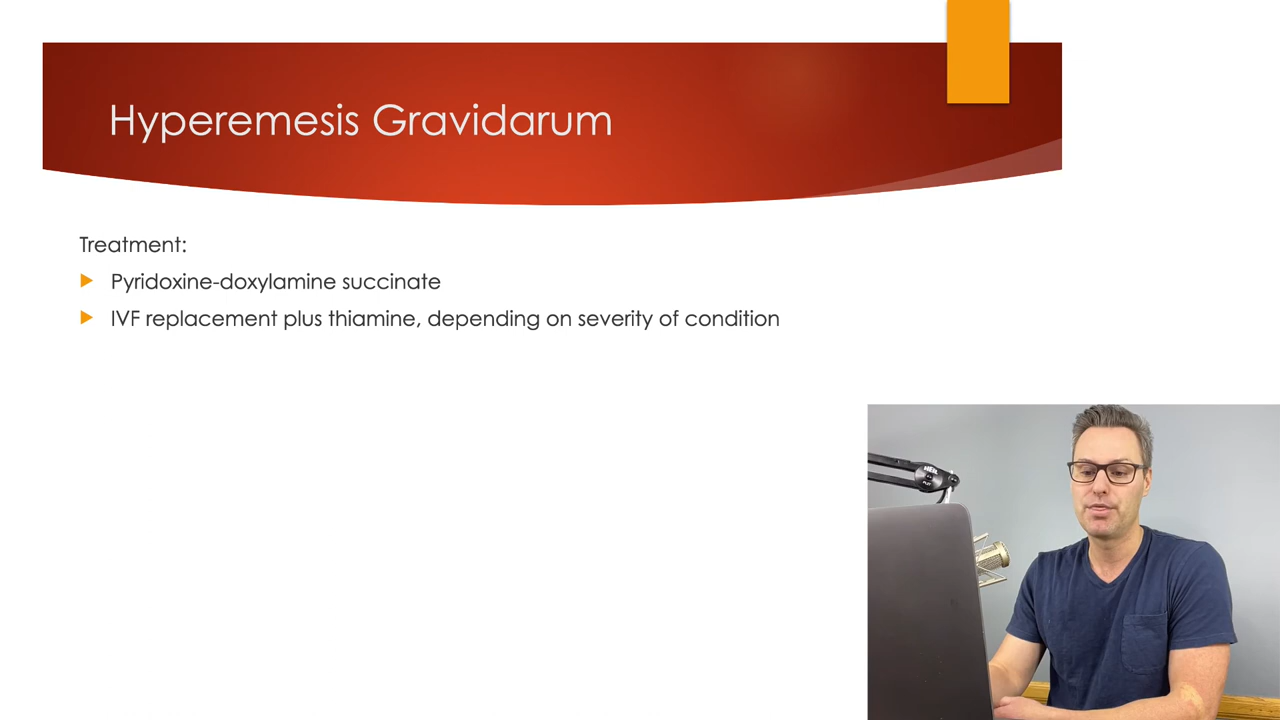 Hyperemesis Gravidarum
Treatment:
Pyridoxine-doxylamine succinate
IVF replacement plus thiamine, depending on severity of condition